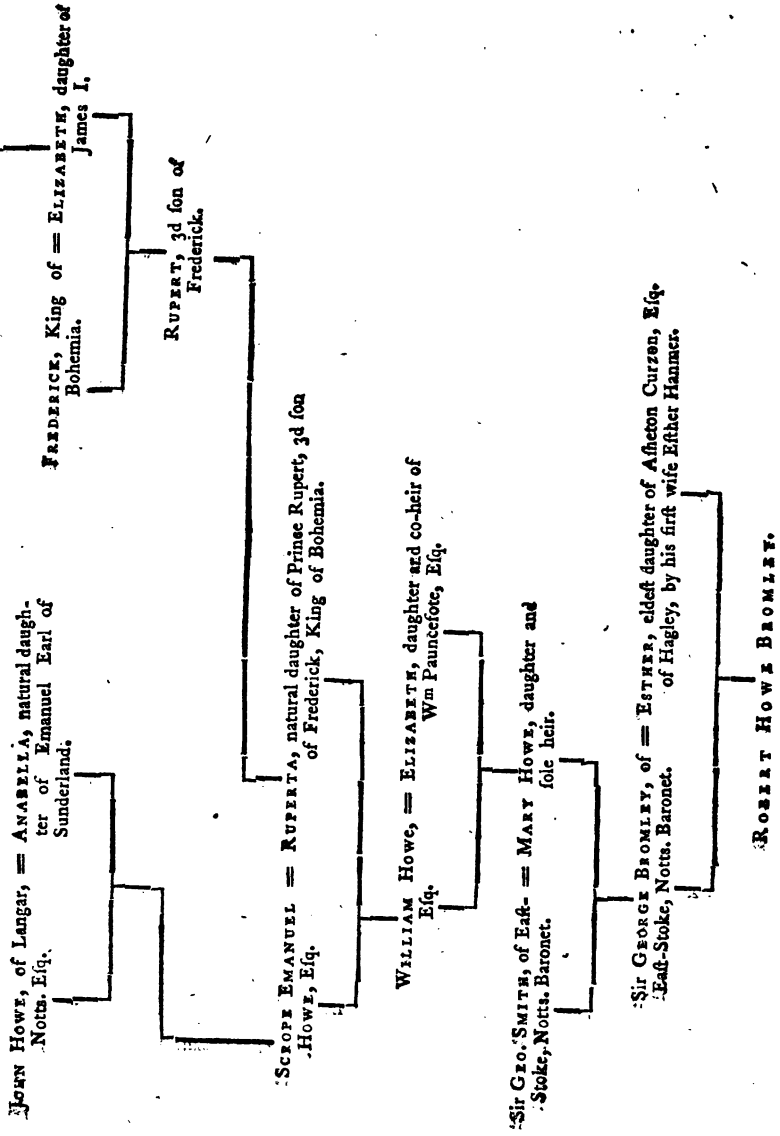 JOHN HOWE, of Langar, = ANABELLA, natural daugh-
Notts. Eſq.
ter of Emanuel Earl of
Sunderland.
FREDERICK, King of = ELIZABETH, daughter of
Bohemia.
James I.
RUPERT, 3d ſon of
Frederick.
SCROPE EMANUEL = RUPERTA, natural daughter of Prince Rupert, 3d ſon
HOWE, Eſq.
of Frederick, King of Bohemia.
WILLIAM Howe, = ELIZABETH, daughter and co-heir of
Eſq.
Wm Pauncefote, Eſq.
Sir GEO. SMITH, of Eaſt- = MARY HOWE, daughter and
Stoke, Notts. Baronet.
ſole heir.
Sir GEORGE BROMLEY, of = ESTHER, eldeſt daughter of Aſheton Curzon, Eſq.
Eaſt-Stoke, Notts. Baronet.
of Hagley, by his firſt wife Eſther Hanmer.
ROBERT HOWE BROMLEY.